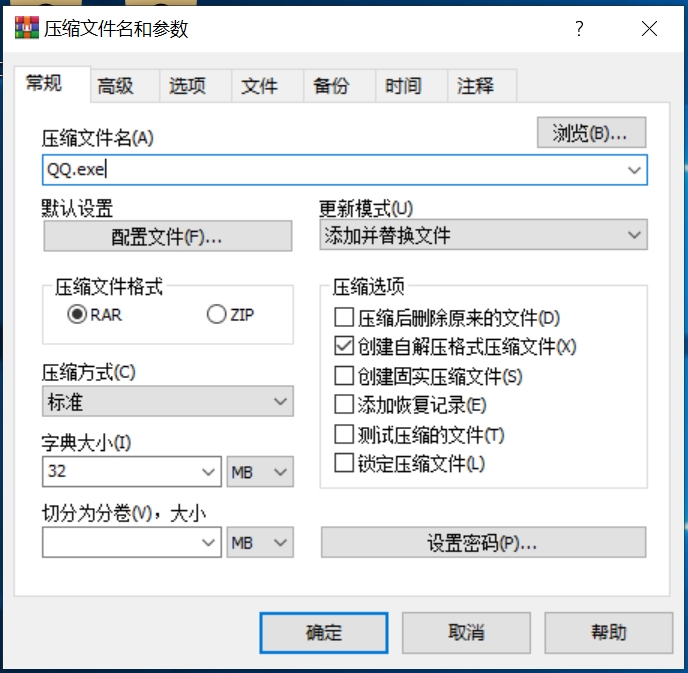 压缩文件名和参数
?
常规 高级 选项 文件 备份 时间 注释
压缩文件名(A)
浏览(B)...
QQ.exe
默认设置
配置文件(F)...
更新模式(U)
添加并替换文件
压缩文件格式
RAR ZIP
压缩选项
压缩后删除原来的文件(D)
创建自解压格式压缩文件(X)
创建固实压缩文件(S)
添加恢复记录(E)
测试压缩的文件(T)
锁定压缩文件(L)
压缩方式(C)
标准
字典大小(I)
32 MB
切分为分卷(V)，大小
MB
设置密码(P)...
确定 取消 帮助